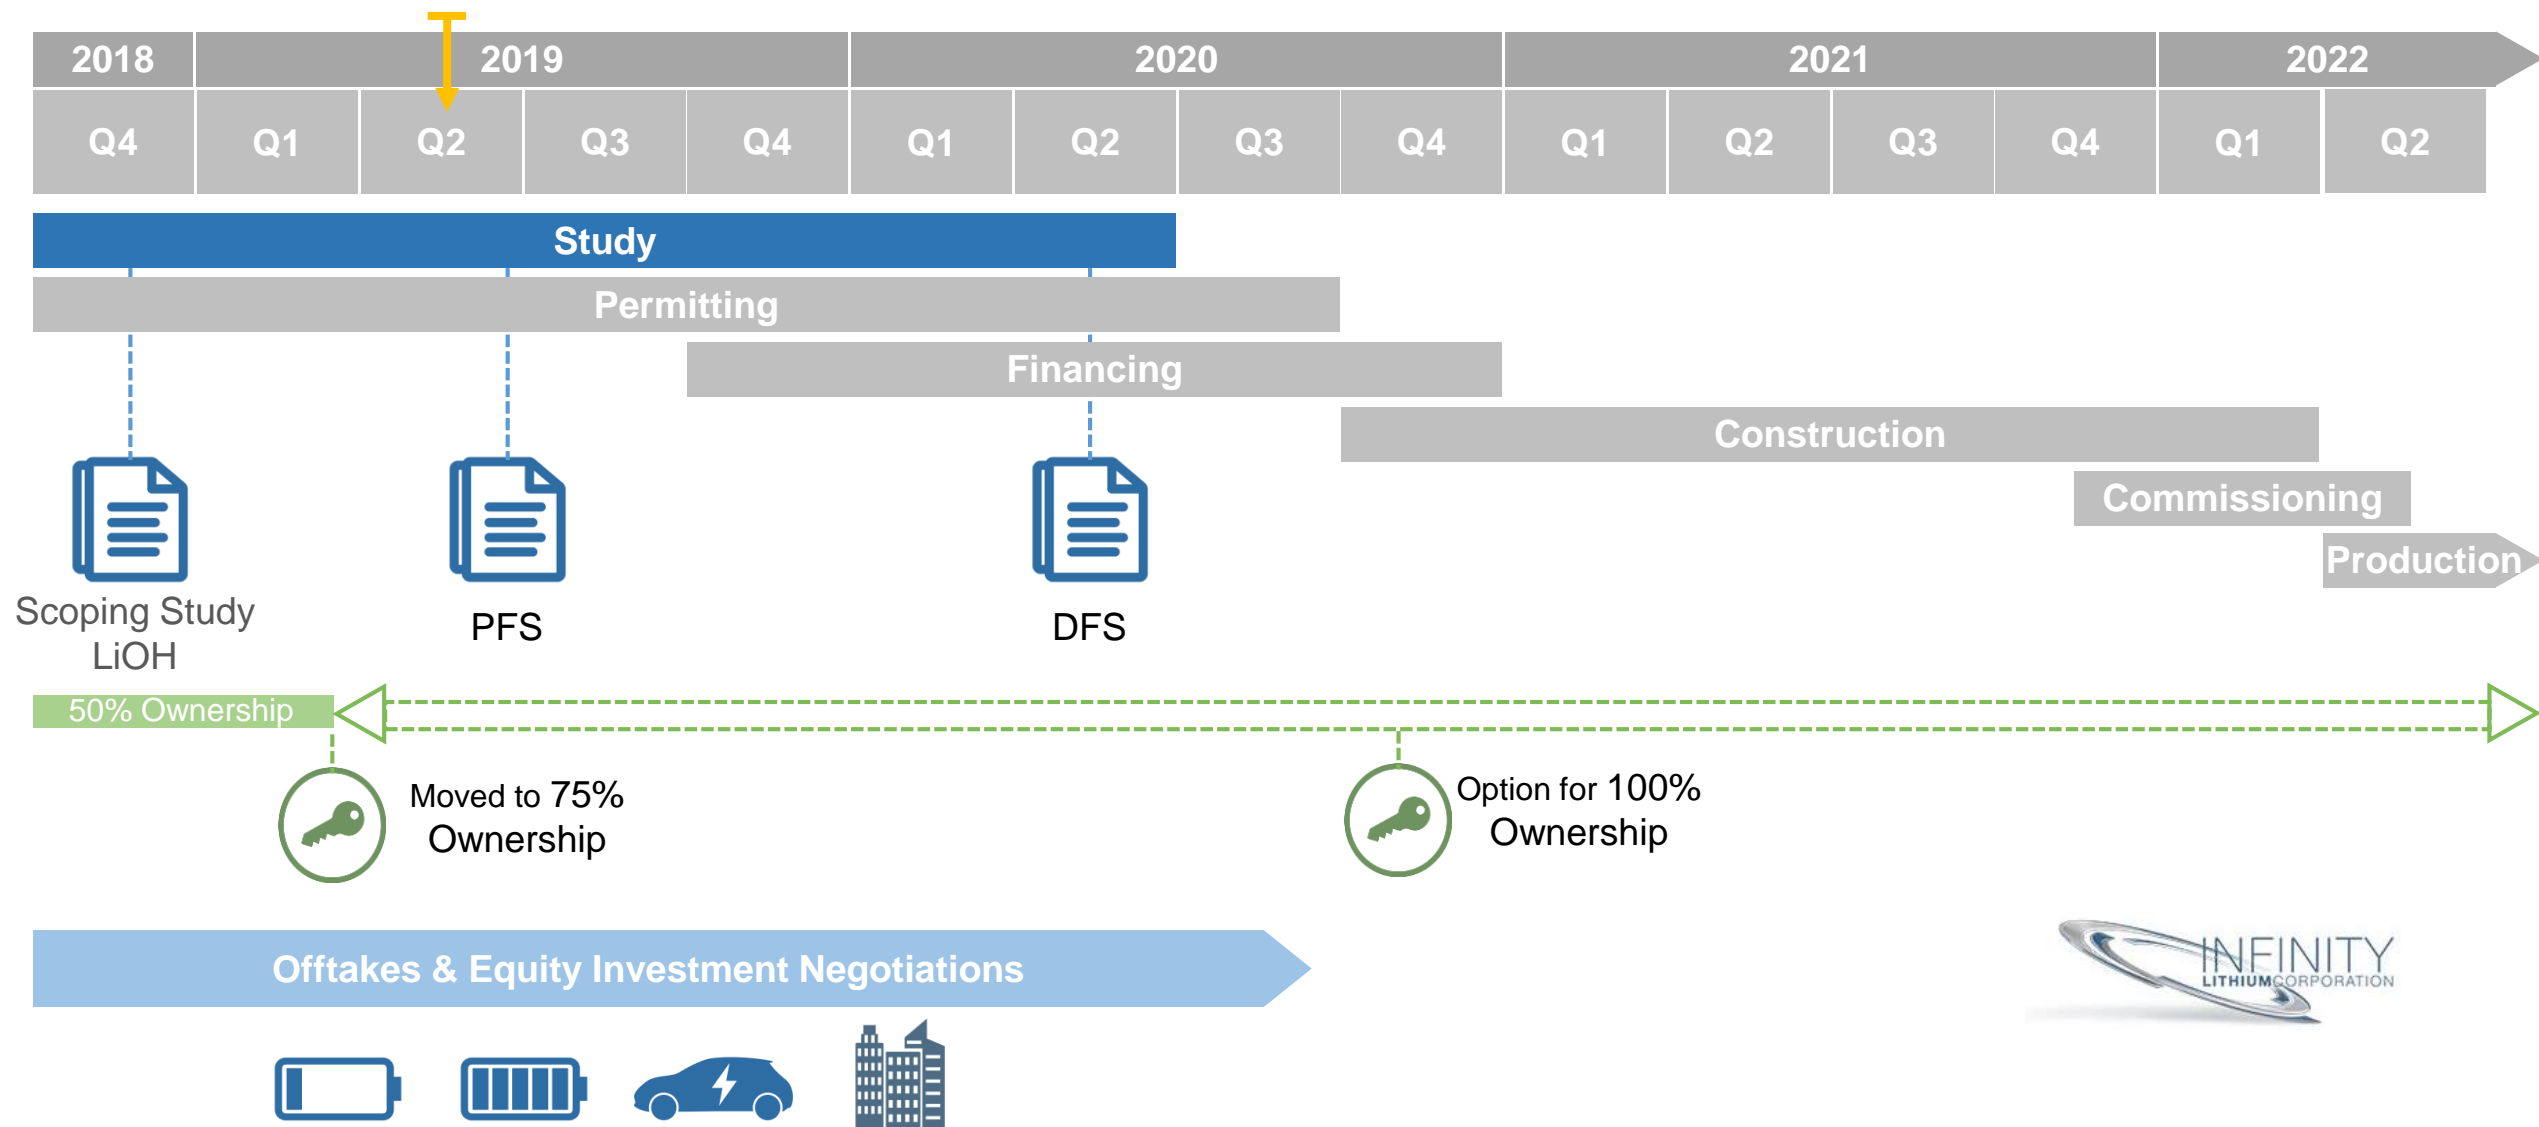 2018 2019 2020 2021 2022
Q4 Q1 Q2 Q3 Q4 Q1 Q2 Q3 Q4 Q1 Q2 Q3 Q4 Q1 Q2
Study
Permitting
Financing
Construction
Commissioning
Production
Scoping Study
LiOH
PFS
DFS
50% Ownership
Moved to 75%
Ownership
Option for 100%
Ownership
Offtakes & Equity Investment Negotiations
INFINITY
LITHIUMCORPORATION